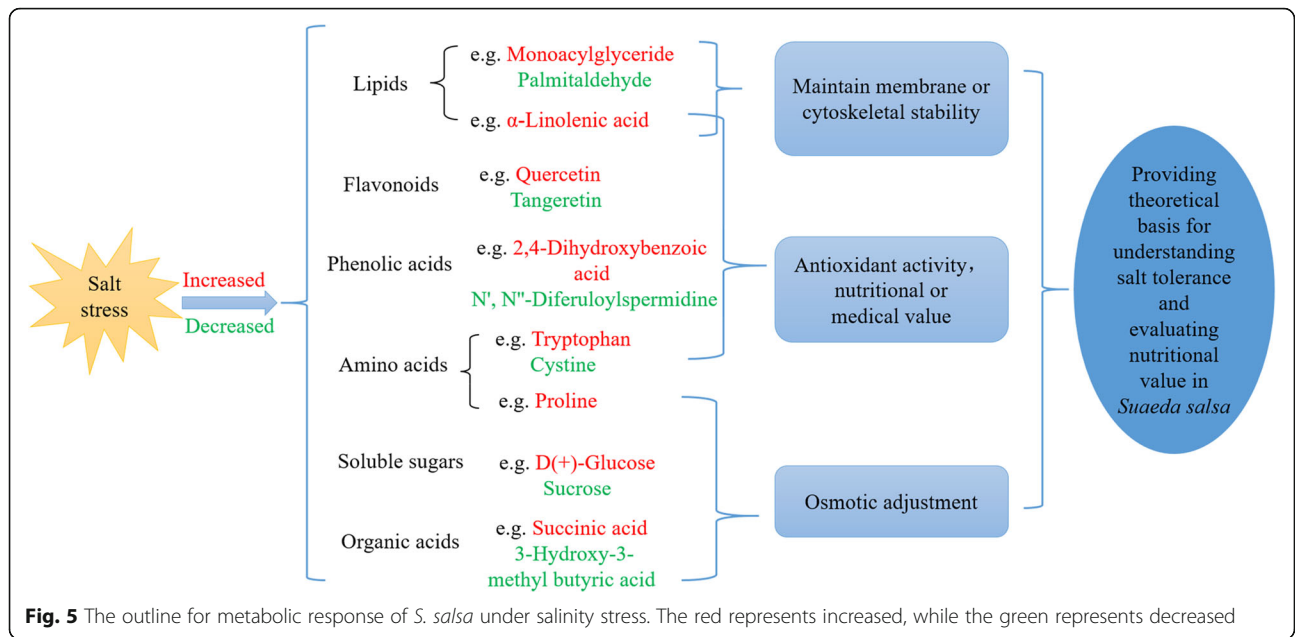 Salt
stress
Increased
Decreased
Lipids
e.g. Monoacylglyceride
Palmitaldehyde
e.g. α-Linolenic acid
Flavonoids
e.g. Quercetin
Tangeretin
Phenolic acids
e.g. 2,4-Dihydroxybenzoic
acid
N', N"-Diferuloylspermidine
Amino acids
e.g. Tryptophan
Cystine
e.g. Proline
Soluble sugars
e.g. D(+)-Glucose
Sucrose
Organic acids
e.g. Succinic acid
3-Hydroxy-3-
methyl butyric acid
Maintain membrane or
cytoskeletal stability
Antioxidant activity，
nutritional or
medical value
Osmotic adjustment
Providing
theoretical
basis for
understanding
salt tolerance
and
evaluating
nutritional
value in
Suaeda salsa
Fig. 5 The outline for metabolic response of S. salsa under salinity stress. The red represents increased, while the green represents decreased